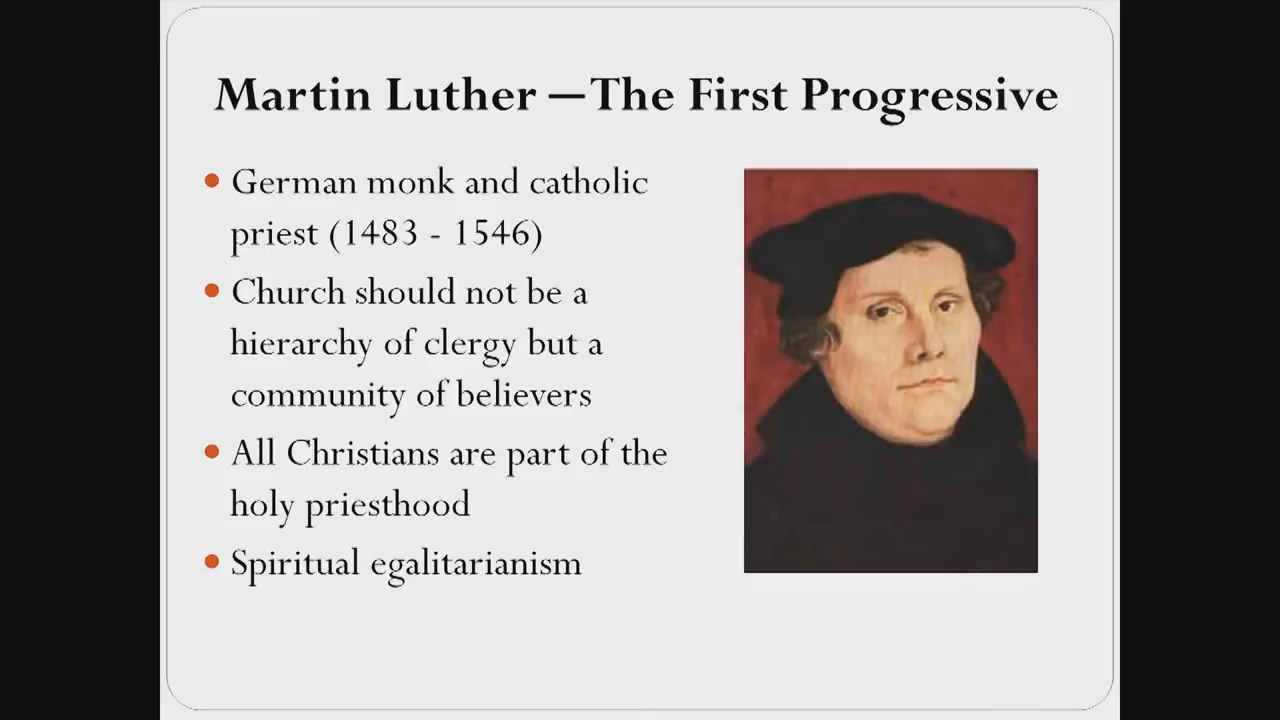 Martin Luther —The First Progressive
• German monk and catholic
priest (1483 - 1546)
• Church should not be a
hierarchy of clergy but a
community of believers
• All Christians are part of the
holy priesthood
• Spiritual egalitarianism